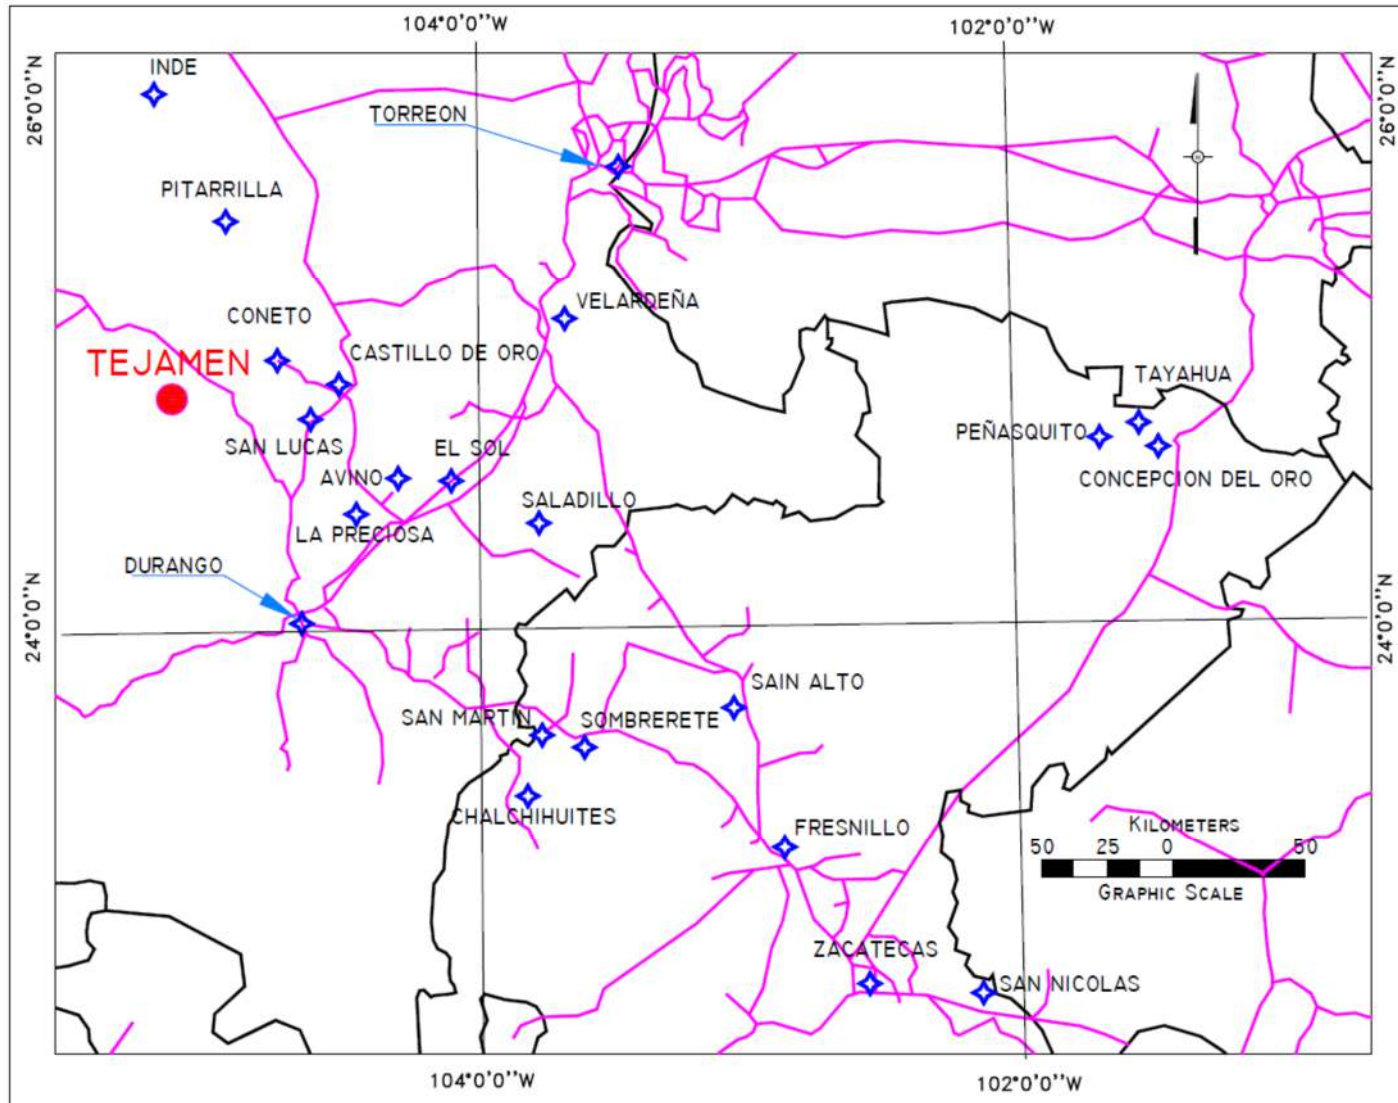 104°0'0''W
102°0'0''W
26°0'0''N
26°0'0''N
INDE
TORREON
PITARRILLA
CONETO
VELARDEÑA
TEJAMEN
CASTILLO DE ORO
TAYAHUA
SAN LUCAS
EL SOL
PEÑASQUITO
AVINO
CONCEPCION DEL ORO
SALADILLO
LA PRECIOSA
DURANGO
24°0'0''N
24°0'0''N
SAIN ALTO
SAN MARTIN
SOMBRERETE
CHALCHIHUITES
FRESNILLO
KILOMETERS
50 25 0 50
GRAPHIC SCALE
ZACATECAS
SAN NICOLAS
104°0'0''W
102°0'0''W